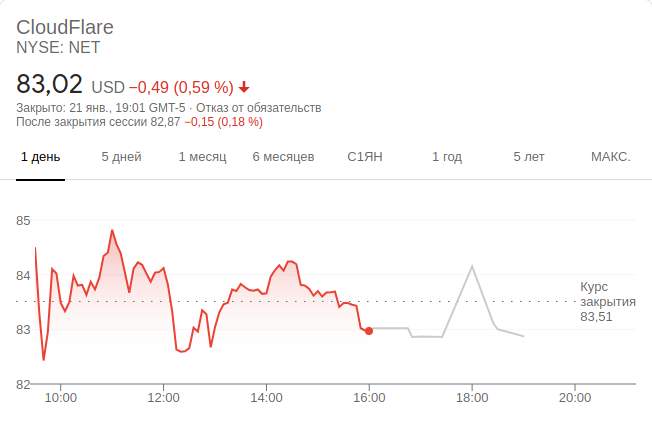 CloudFlare
NYSE: NET
83,02 USD −0,49 (0,59 %)
Закрыто: 21 янв., 19:01 GMT-5 · Отказ от обязательств
После закрытия сессии 82,87 −0,15 (0,18 %)
1 день 5 дней 1 месяц 6 месяцев С1ЯН 1 год 5 лет МАКС.
85
84
Курс
закрытия
83,51
83
82
10:00 12:00 14:00 16:00 18:00 20:00